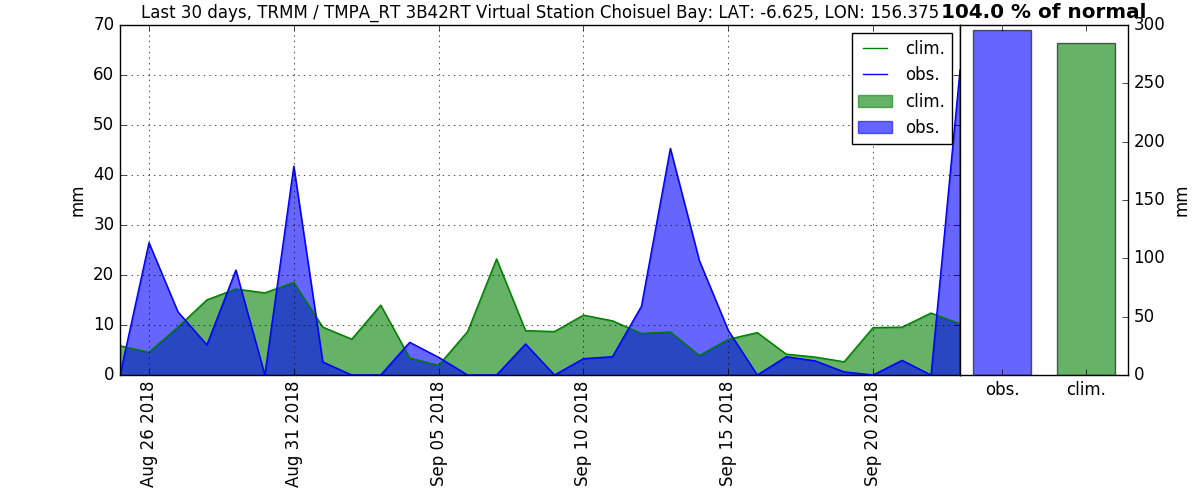 Last 30 days, TRMM / TMPA_RT 3B42RT Virtual Station Choisuel Bay: LAT: -6.625, LON: 156.375
104.0 % of normal
70
60
50
40
30
20
10
0
mm
clim.
obs.
clim.
obs.
Aug 26 2018
Aug 31 2018
Sep 05 2018
Sep 10 2018
Sep 15 2018
Sep 20 2018
300
250
200
150
100
50
0
mm
obs.
clim.